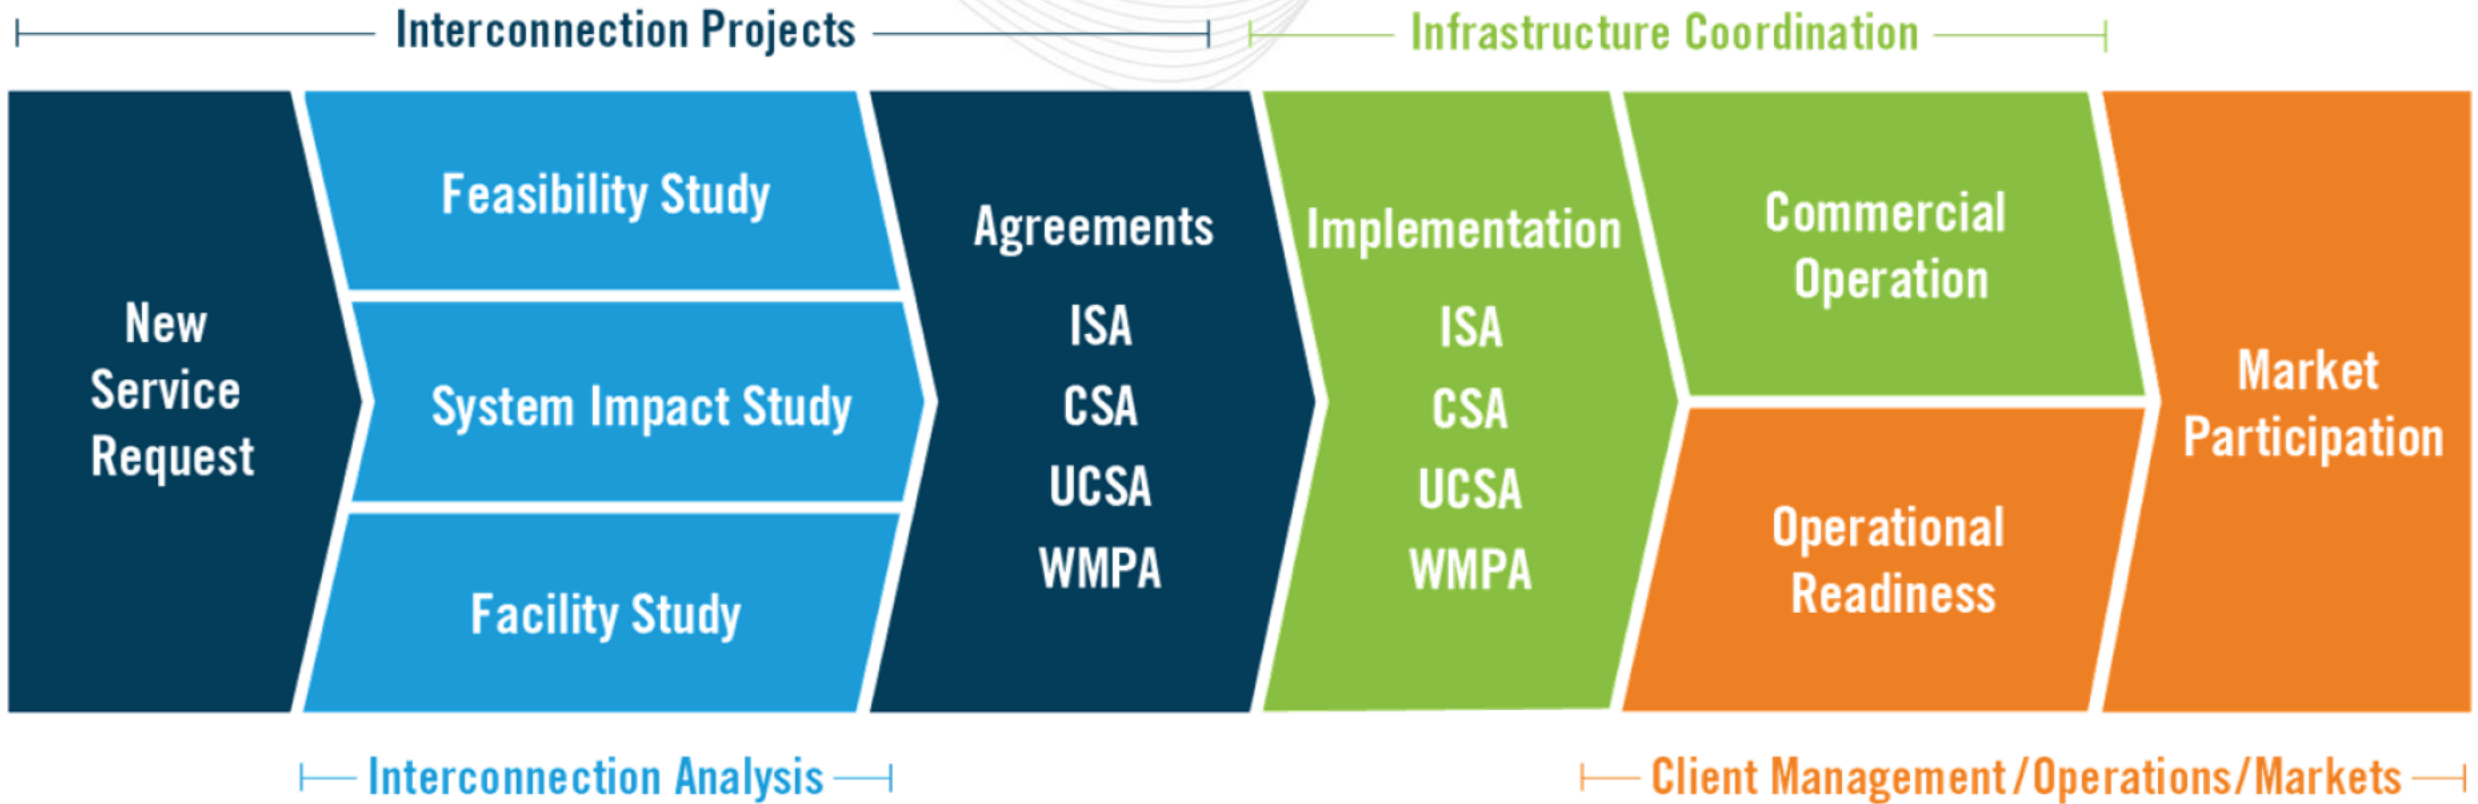 Interconnection Projects
Infrastructure Coordination
New
Service
Request
Feasibility Study
System Impact Study
Facility Study
Agreements
ISA
CSA
UCSA
WMPA
Implementation
ISA
CSA
UCSA
WMPA
Commercial
Operation
Operational
Readiness
Market
Participation
Interconnection Analysis
Client Management/Operations/Markets